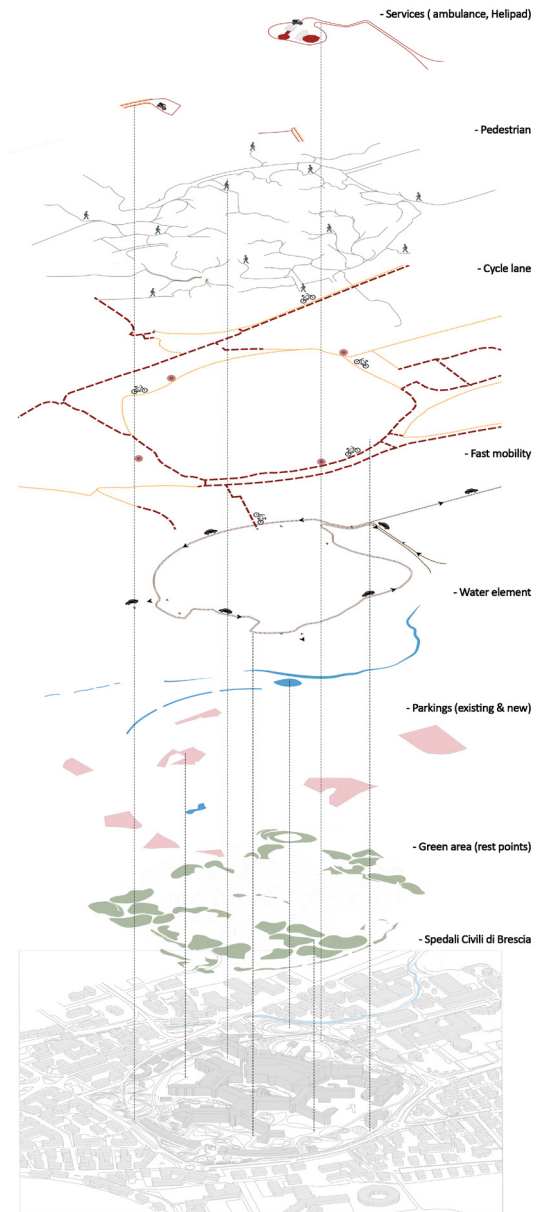 - Services ( ambulance, Helipad)
- Pedestrian
- Cycle lane
- Fast mobility
- Water element
- Parkings (existing & new)
- Green area (rest points)
- Spedali Civili di Brescia